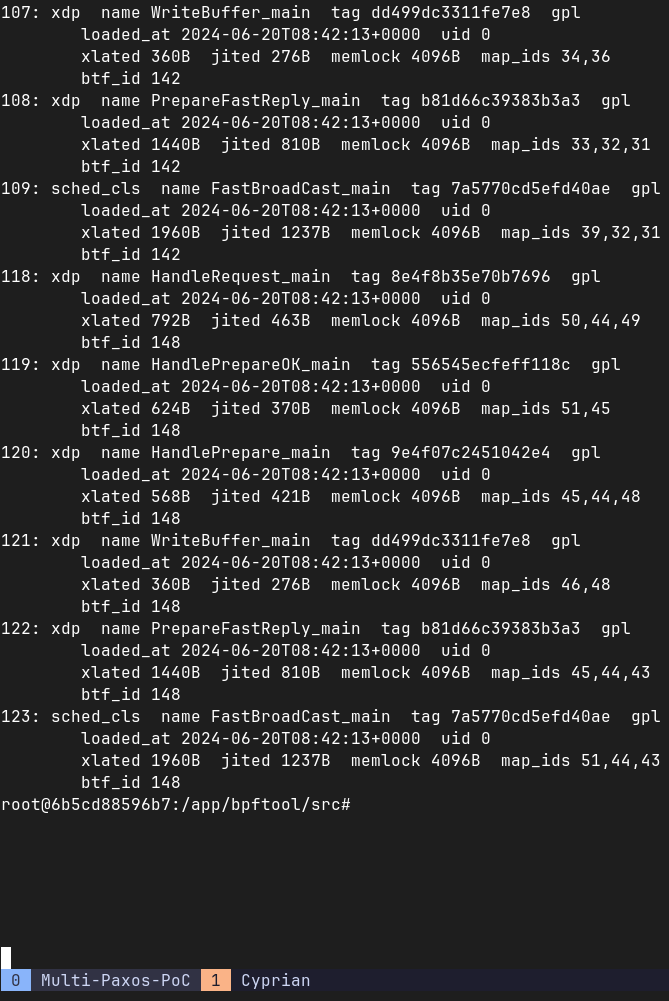 107: xdp  name WriteBuffer_main  tag dd499dc3311fe7e8  gpl
        loaded_at 2024-06-20T08:42:13+0000  uid 0
        xlated 360B  jited 276B  memlock 4096B  map_ids 34,36
        btf_id 142
108: xdp  name PrepareFastReply_main  tag b81d66c39383b3a3  gpl
        loaded_at 2024-06-20T08:42:13+0000  uid 0
        xlated 1440B  jited 810B  memlock 4096B  map_ids 33,32,31
        btf_id 142
109: sched_cls  name FastBroadCast_main  tag 7a5770cd5efd40ae  gpl
        loaded_at 2024-06-20T08:42:13+0000  uid 0
        xlated 1960B  jited 1237B  memlock 4096B  map_ids 39,32,31
        btf_id 142
118: xdp  name HandleRequest_main  tag 8e4f8b35e70b7696  gpl
        loaded_at 2024-06-20T08:42:13+0000  uid 0
        xlated 792B  jited 463B  memlock 4096B  map_ids 50,44,49
        btf_id 148
119: xdp  name HandlePrepareOK_main  tag 556545ecfeff118c  gpl
        loaded_at 2024-06-20T08:42:13+0000  uid 0
        xlated 624B  jited 370B  memlock 4096B  map_ids 51,45
        btf_id 148
120: xdp  name HandlePrepare_main  tag 9e4f07c2451042e4  gpl
        loaded_at 2024-06-20T08:42:13+0000  uid 0
        xlated 568B  jited 421B  memlock 4096B  map_ids 45,44,48
        btf_id 148
121: xdp  name WriteBuffer_main  tag dd499dc3311fe7e8  gpl
        loaded_at 2024-06-20T08:42:13+0000  uid 0
        xlated 360B  jited 276B  memlock 4096B  map_ids 46,48
        btf_id 148
122: xdp  name PrepareFastReply_main  tag b81d66c39383b3a3  gpl
        loaded_at 2024-06-20T08:42:13+0000  uid 0
        xlated 1440B  jited 810B  memlock 4096B  map_ids 45,44,43
        btf_id 148
123: sched_cls  name FastBroadCast_main  tag 7a5770cd5efd40ae  gpl
        loaded_at 2024-06-20T08:42:13+0000  uid 0
        xlated 1960B  jited 1237B  memlock 4096B  map_ids 51,44,43
        btf_id 148
root@6b5cd88596b7:/app/bpftool/src#
0 Multi-Paxos-PoC 1 Cyprian